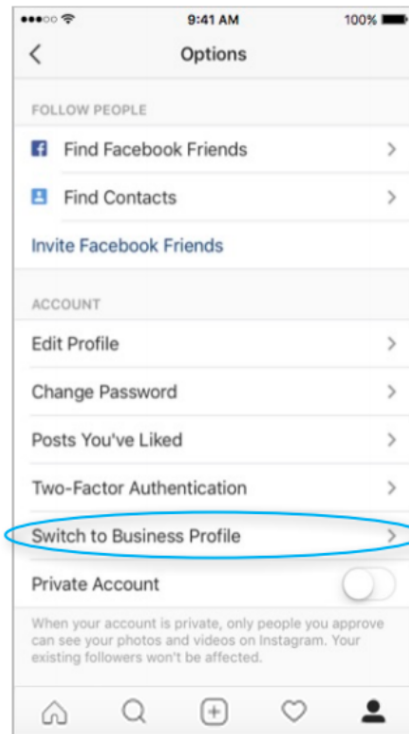 9:41 AM 100%
Options
FOLLOW PEOPLE
Find Facebook Friends
Find Contacts
Invite Facebook Friends
ACCOUNT
Edit Profile
Change Password
Posts You've Liked
Two-Factor Authentication
Switch to Business Profile
Private Account
When your account is private, only people you approve
can see your photos and videos on Instagram. Your
existing followers won't be affected.